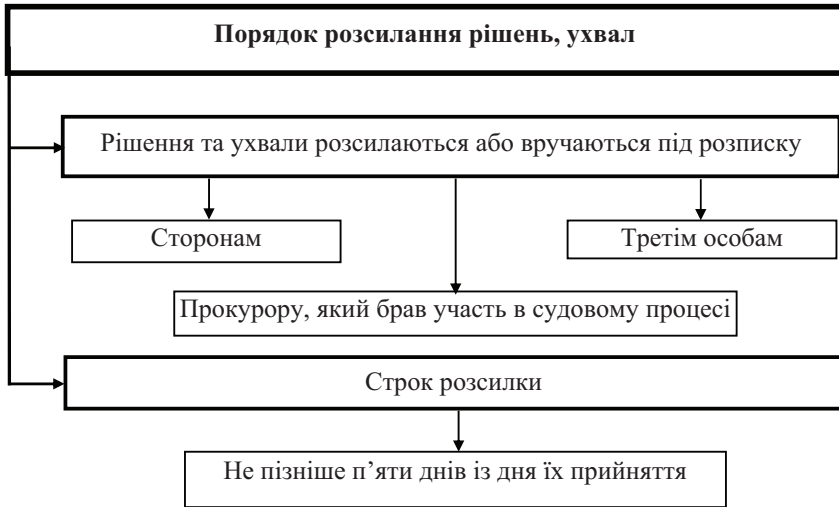 Порядок розсилання рішень, ухвал
Рішення та ухвали розсилаються або вручаються під розписку
Сторонам
Третім особам
Прокурору, який брав участь в судовому процесі
Строк розсилки
Не пізніше п’яти днів із дня їх прийняття